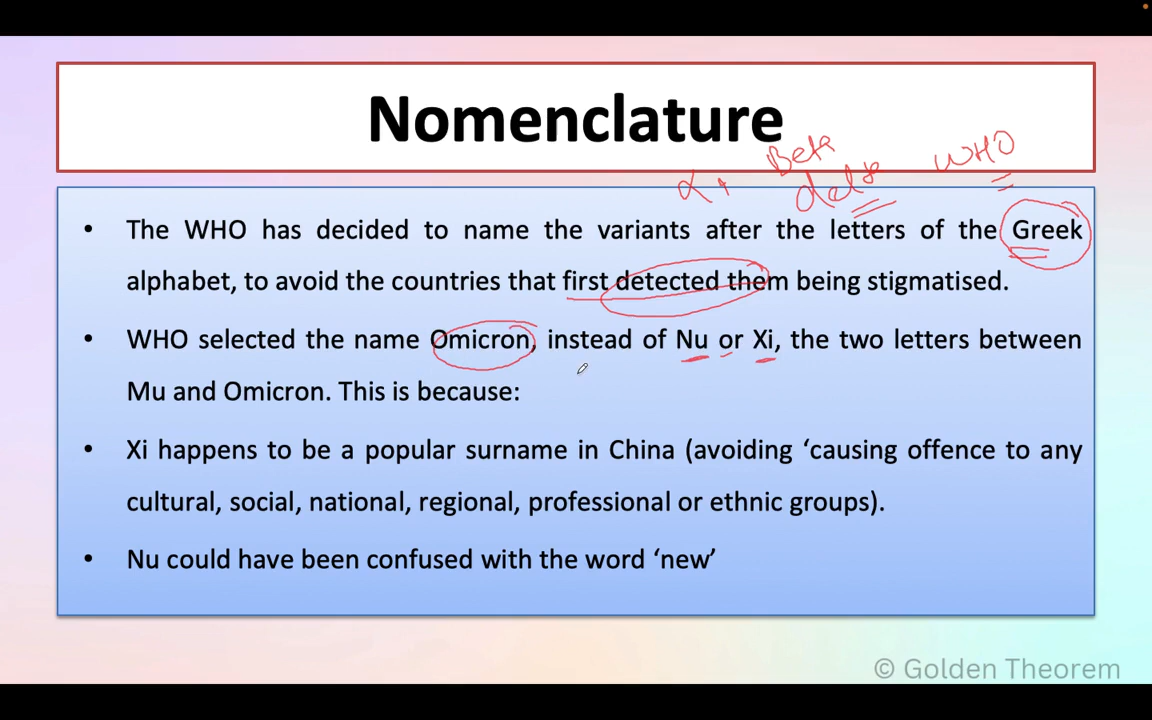 Nomenclature
α, Beta WHO
delta
• The WHO has decided to name the variants after the letters of the Greek
alphabet, to avoid the countries that first detected them being stigmatised.
• WHO selected the name Omicron, instead of Nu or Xi, the two letters between
Mu and Omicron. This is because:
• Xi happens to be a popular surname in China (avoiding ‘causing offence to any
cultural, social, national, regional, professional or ethnic groups).
• Nu could have been confused with the word ‘new’
© Golden Theorem